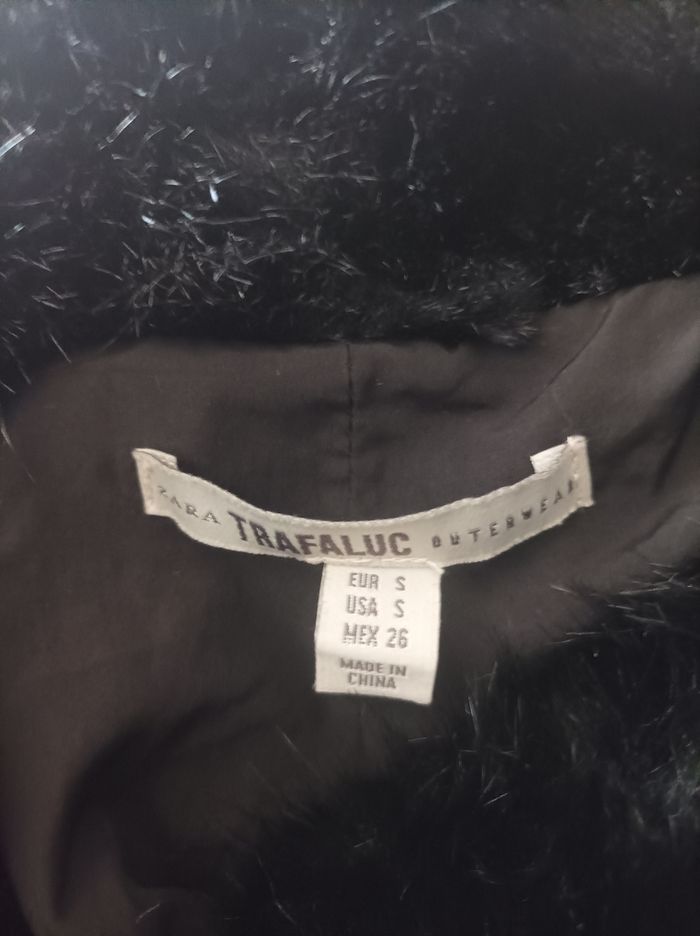 ZARA TRAFALUC OUTERWEAR
EUR S
USA S
MEX 26
MADE IN
CHINA